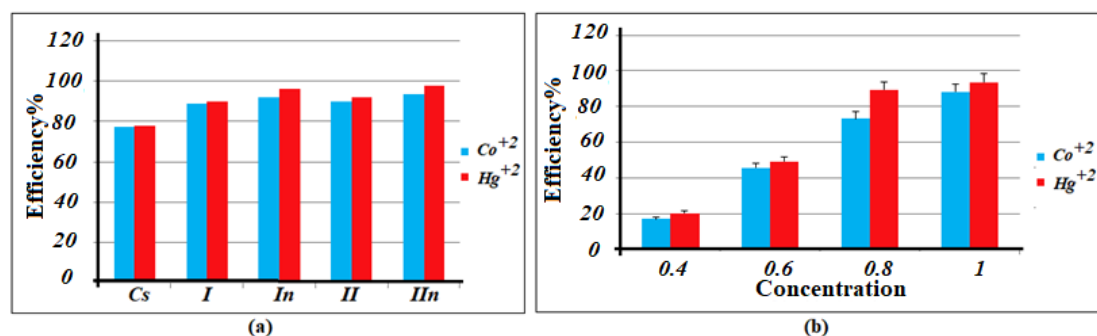 120
100
80
60
40
20
0
Efficiency%
Cs I In II IIn
Co+2
Hg+2
(a)
120
100
80
60
40
20
0
Efficiency%
0.4 0.6 0.8 1
Concentration
Co+2
Hg+2
(b)